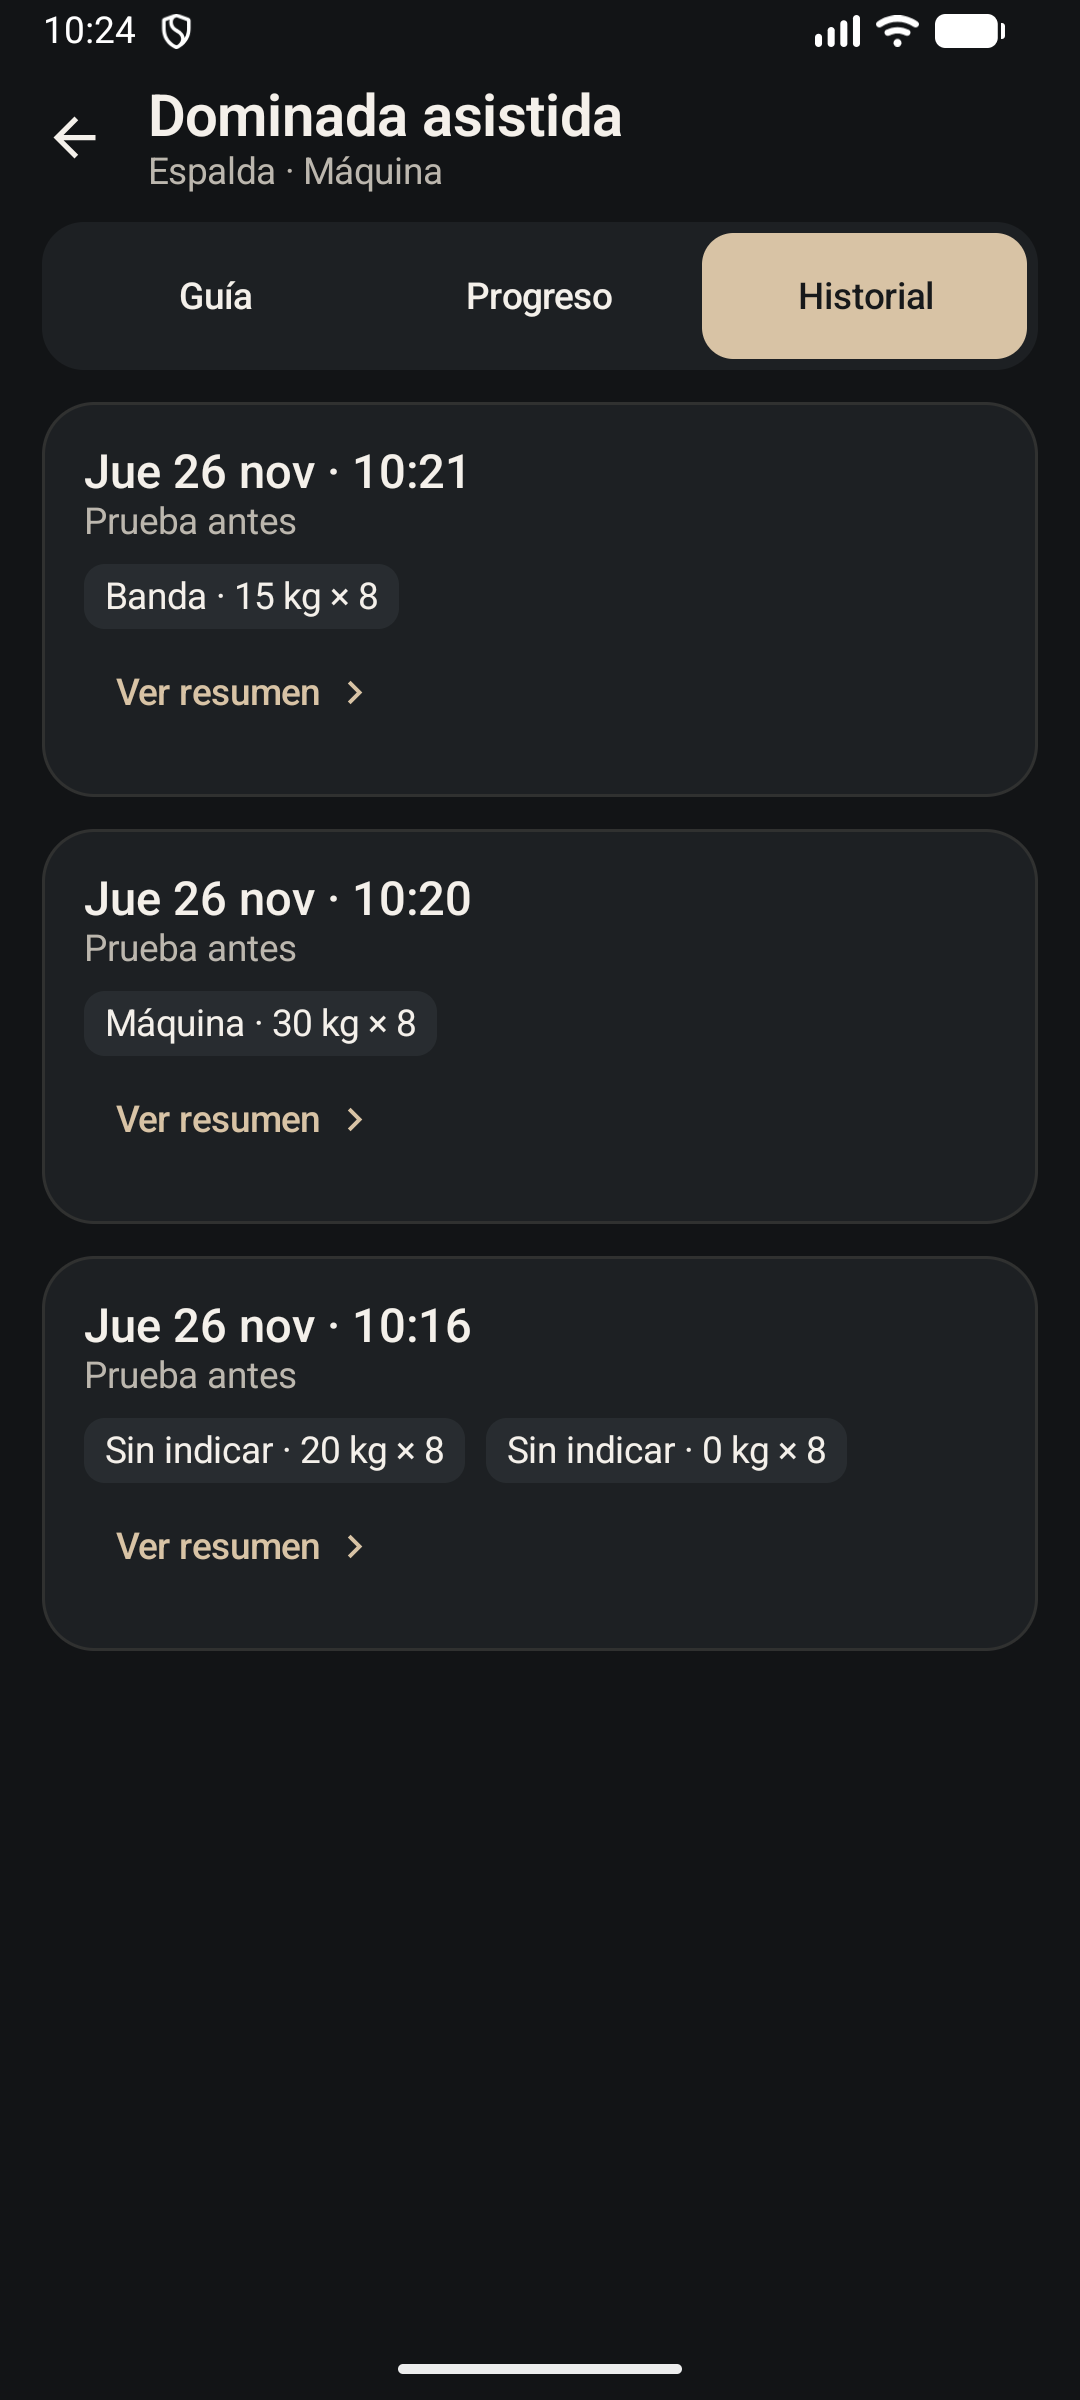 10:24
Dominada asistida
Espalda · Máquina
Guía Progreso Historial
Jue 26 nov · 10:21
Prueba antes
Banda · 15 kg × 8
Ver resumen
Jue 26 nov · 10:20
Prueba antes
Máquina · 30 kg × 8
Ver resumen
Jue 26 nov · 10:16
Prueba antes
Sin indicar · 20 kg × 8 Sin indicar · 0 kg × 8
Ver resumen